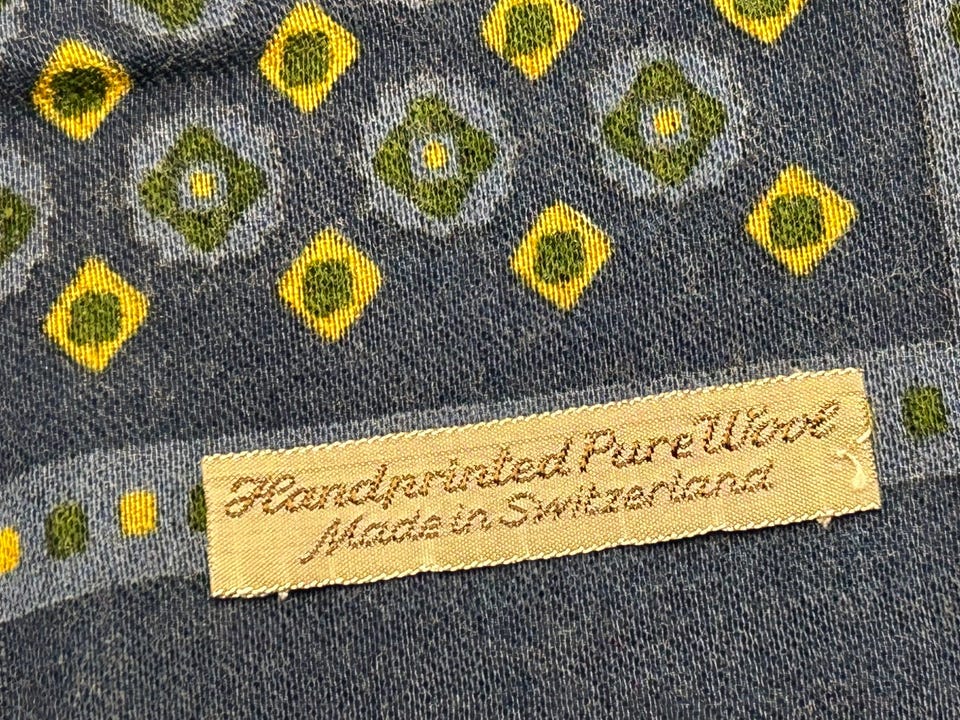 Handprinted Pure Wool
Made in Switzerland